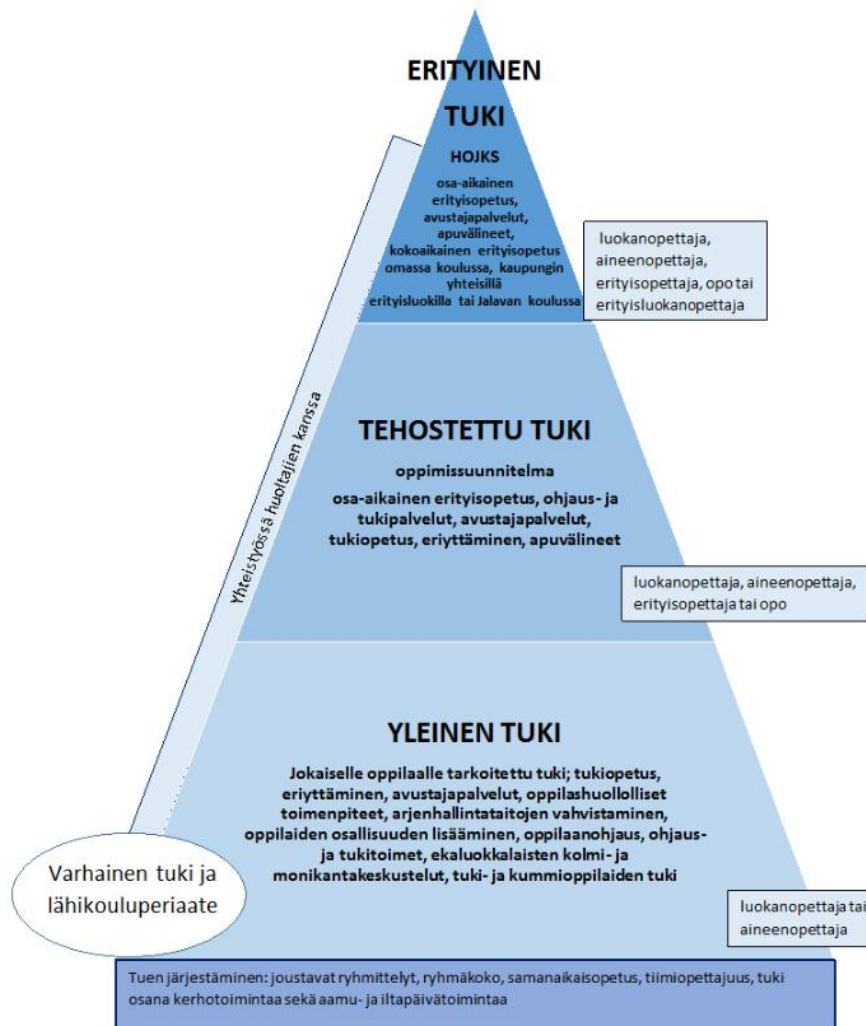 ERITYINEN
TUKI
HOJKS
osa-aikainen
erityisopetus,
avustajapalvelut,
apuvälineet,
kokoaikainen erityisopetus
omassa koulussa, kaupungin
yhteisillä
erityisluokilla tai Jalavan koulussa
luokanopettaja,
aineenopettaja,
erityisopettaja, opo tai
erityisluokanopettaja
Yhteistyössä huoltajien kanssa
TEHOSTETTU TUKI
oppimissuunnitelma
osa-aikainen erityisopetus, ohjaus- ja
tukipalvelut, avustajapalvelut,
tukiopetus, eriyttäminen, apuvälineet
luokanopettaja, aineenopettaja,
erityisopettaja tai opo
YLEINEN TUKI
Jokaiselle oppilaalle tarkoitettu tuki; tukiopetus,
eriyttäminen, avustajapalvelut, oppilashuollolliset
toimenpiteet, arjenhallintataitojen vahvistaminen,
oppilaiden osallisuuden lisääminen, oppilaanohjaus, ohjaus-
ja tukitoimet, ekaluokkalaisten kolmi- ja
monikantakeskustelut, tuki- ja kummioppilaiden tuki
Varhainen tuki ja
lähikouluperiaate
luokanopettaja tai
aineenopettaja
Tuen järjestäminen: joustavat ryhmittelyt, ryhmäkoko, samanaikaisopetus, tiimiopettajuus, tuki
osana kerhotoimintaa sekä aamu- ja iltapäivätoimintaa